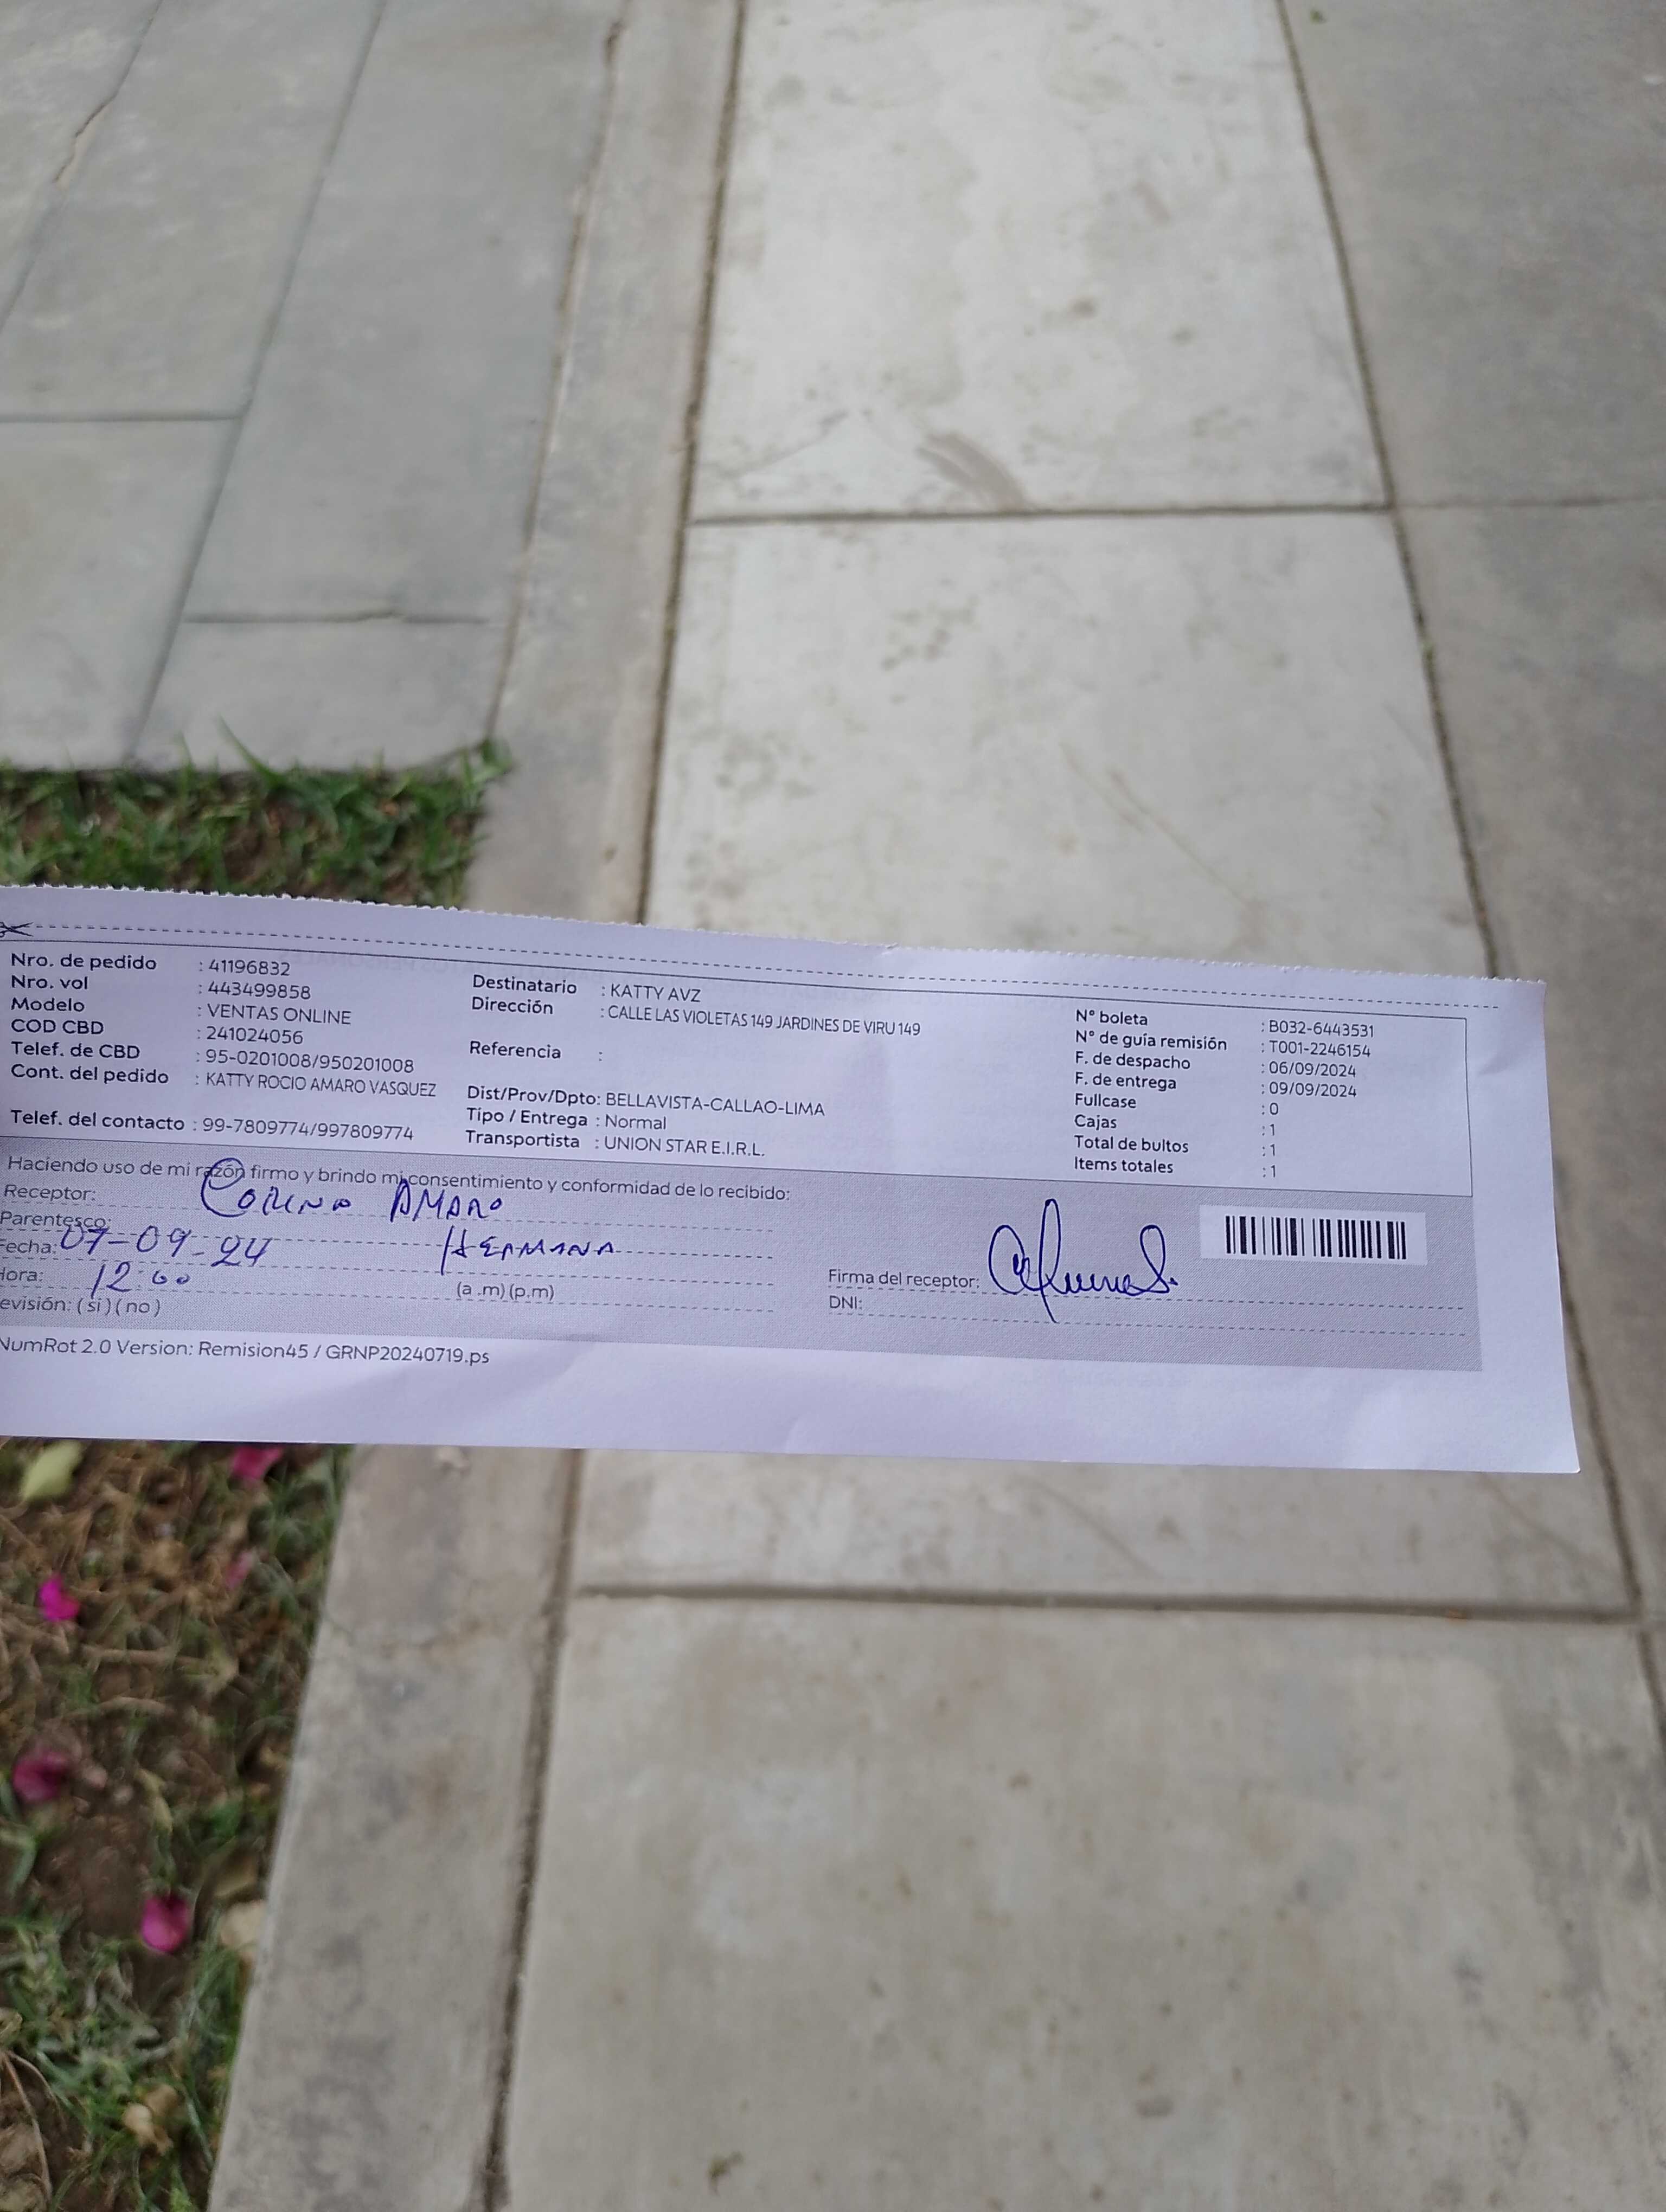 Nro. de pedido : 41196832
Nro. vol : 443499858
Modelo : VENTAS ONLINE
COD CBD : 241024056
Telef. de CBD : 95-0201008/950201008
Cont. del pedido : KATTY ROCIO AMARO VASQUEZ
Telef. del contacto : 99-7809774/997809774
Destinatario : KATTY AVZ
Dirección : CALLE LAS VIOLETAS 149 JARDINES DE VIRU 149
Referencia :
Dist/Prov/Dpto: BELLAVISTA-CALLAO-LIMA
Tipo / Entrega : Normal
Transportista : UNION STAR E.I.R.L.
N° boleta : B032-6443531
N° de guía remisión : T001-2246154
F. de despacho : 06/09/2024
F. de entrega : 09/09/2024
Fullcase : 0
Cajas : 1
Total de bultos : 1
Items totales : 1
Haciendo uso de mi razón firmo y brindo mi consentimiento y conformidad de lo recibido:
Receptor: AMARO
Parentesco: HERMANA
Fecha: 07-09-24
Hora: 12:00 (a .m) (p.m)
evisión: ( si ) ( no )
Firma del receptor:
DNI:
NumRot 2.0 Version: Remision45 / GRNP20240719.ps